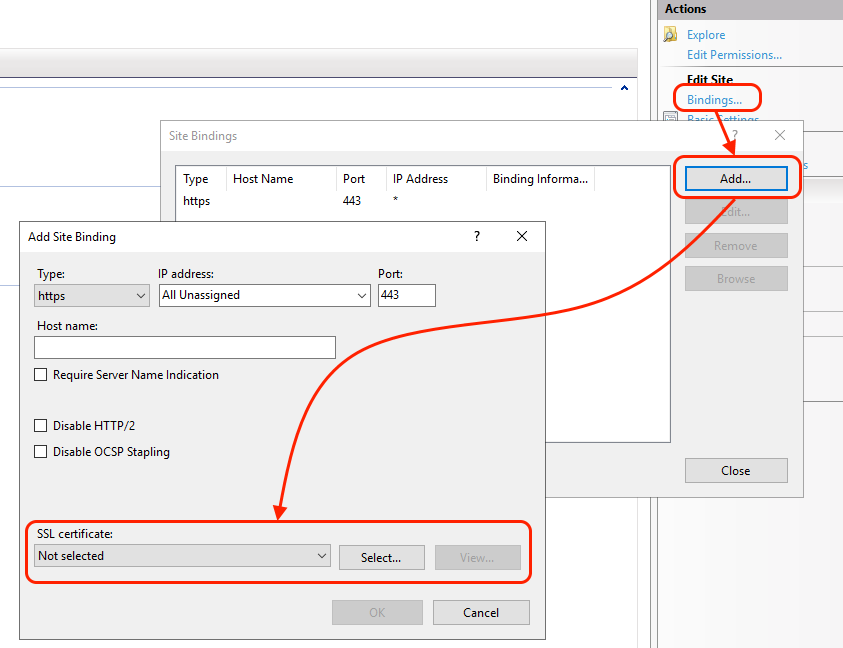 Actions
Explore
Edit Permissions...
Edit Site
Bindings...
Basic Settings
Site Bindings
?
Type Host Name Port IP Address Binding Informa...
https 443 *
Add...
Edit...
Remove
Browse
Close
Add Site Binding
?
Type: IP address: Port:
https All Unassigned 443
Host name:
Require Server Name Indication
Disable HTTP/2
Disable OCSP Stapling
SSL certificate:
Not selected Select... View...
OK Cancel